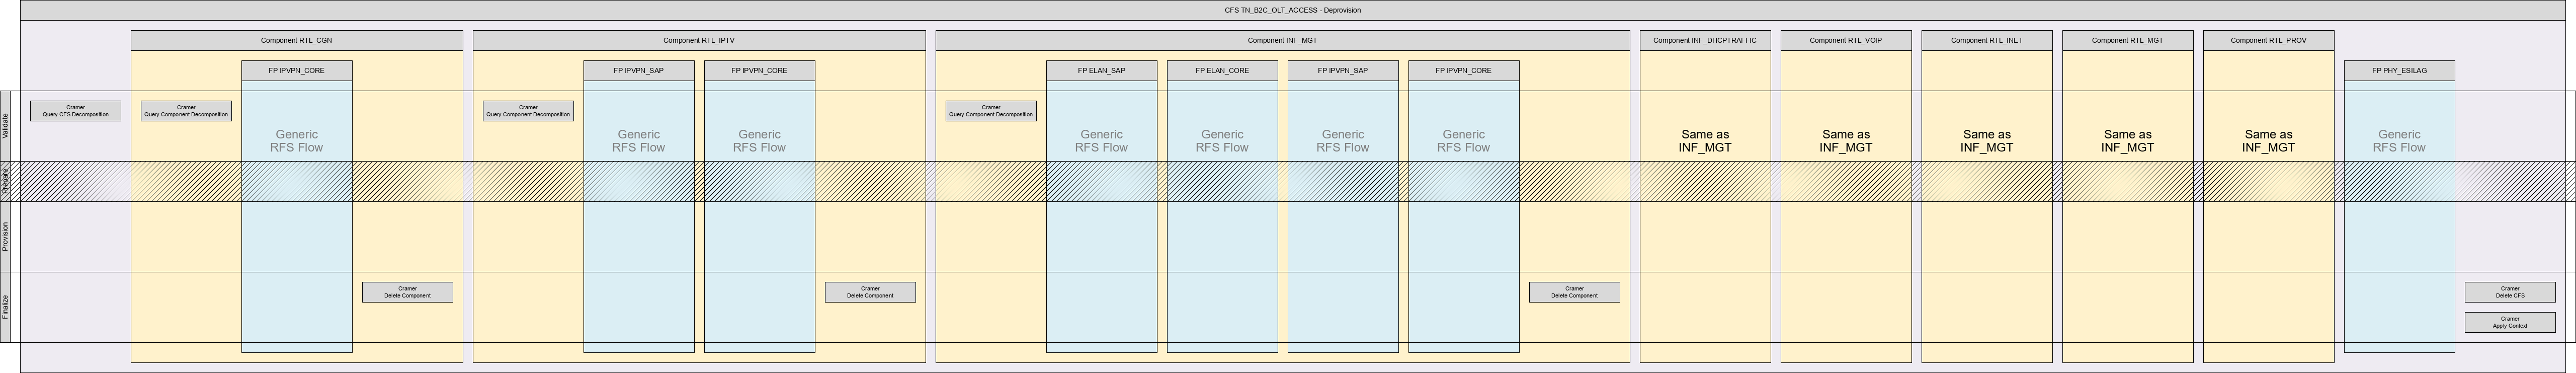 CFS TN_B2C_OLT_ACCESS - Deprovision
Component RTL_CGN
Component RTL_IPTV
Component INF_MGT
Component INF_DHCPTRAFFIC
Component RTL_VOIP
Component RTL_INET
Component RTL_MGT
Component RTL_PROV
FP IPVPN_CORE
FP IPVPN_SAP
FP IPVPN_CORE
FP ELAN_SAP
FP ELAN_CORE
FP IPVPN_SAP
FP IPVPN_CORE
FP PHY_ESILAG
Validate
Cramer
Query CFS Decomposition
Cramer
Query Component Decomposition
Generic
RFS Flow
Cramer
Query Component Decomposition
Generic
RFS Flow
Generic
RFS Flow
Cramer
Query Component Decomposition
Generic
RFS Flow
Generic
RFS Flow
Generic
RFS Flow
Generic
RFS Flow
Same as
INF_MGT
Same as
INF_MGT
Same as
INF_MGT
Same as
INF_MGT
Same as
INF_MGT
Generic
RFS Flow
Prepare
Provision
Finalize
Cramer
Delete Component
Cramer
Delete Component
Cramer
Delete Component
Cramer
Delete CFS
Cramer
Apply Context